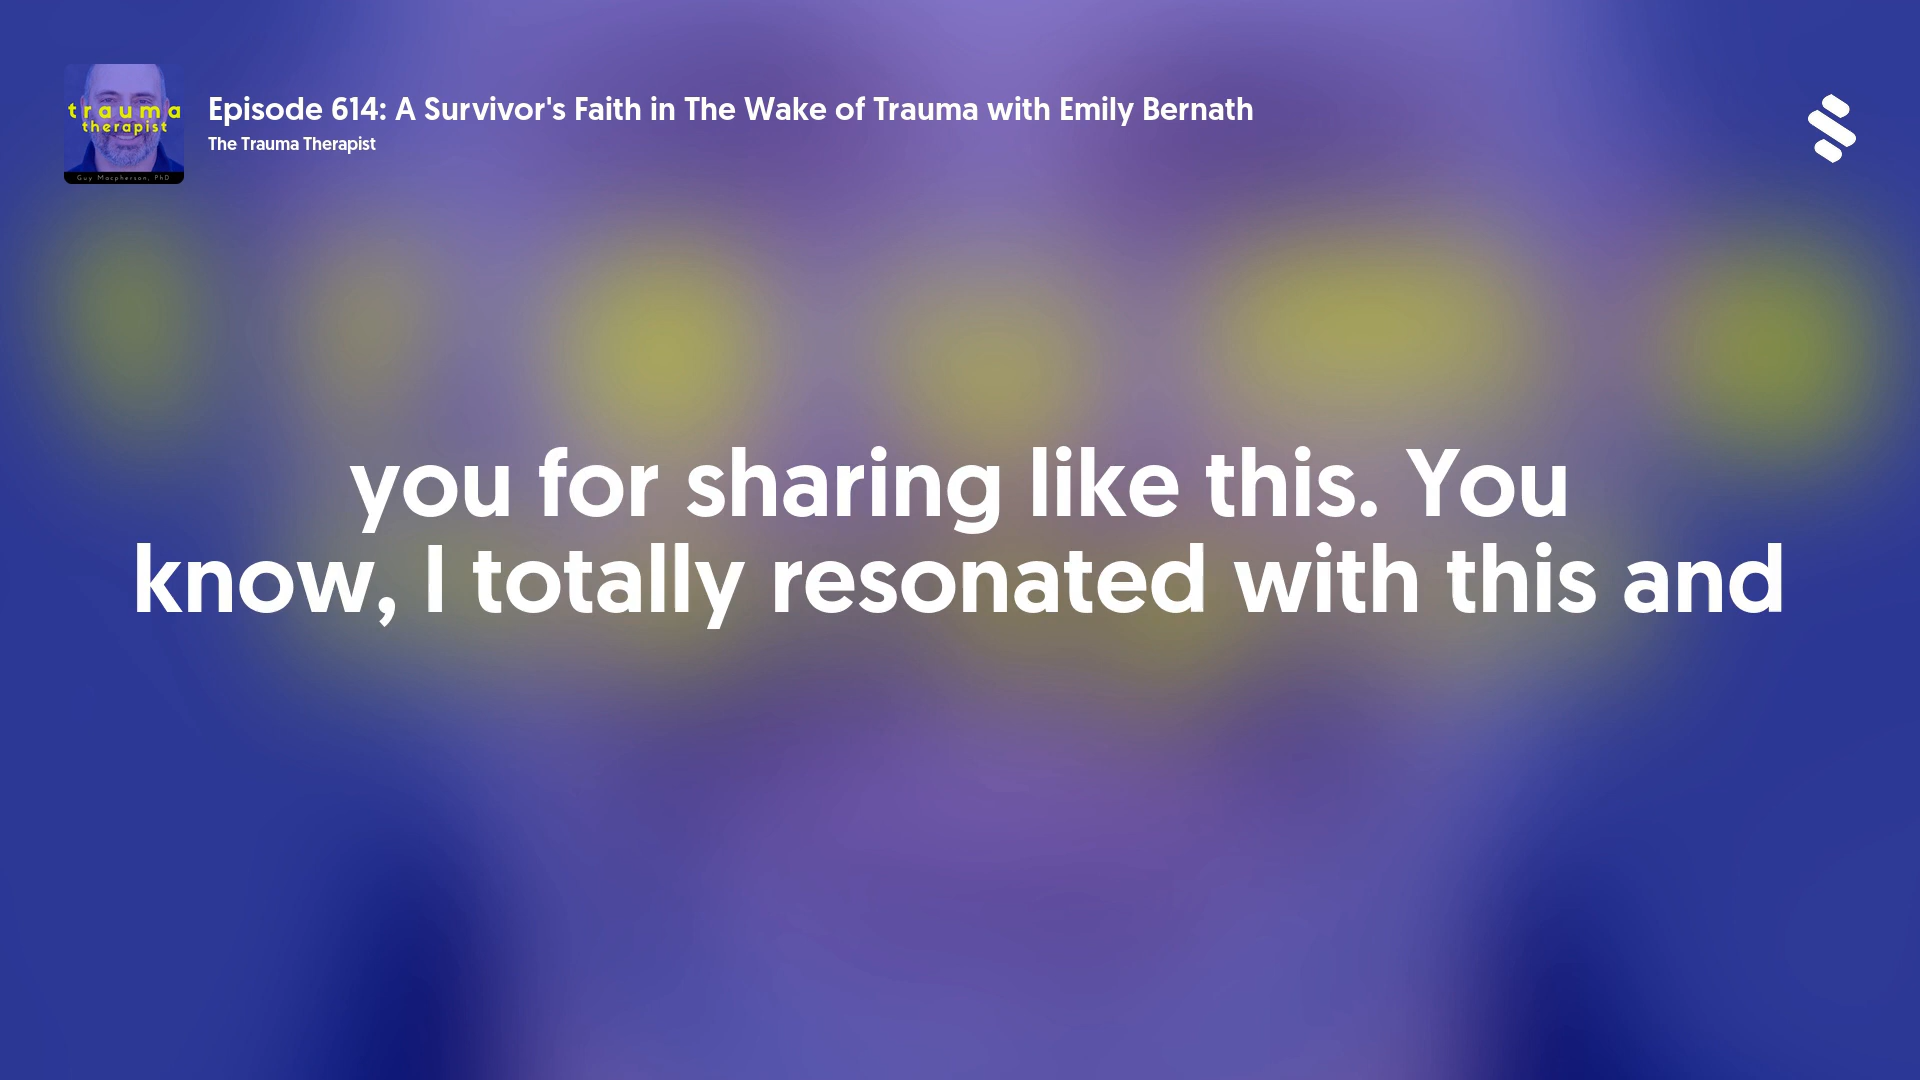 trauma
therapist
Guy Macpherson, PhD
Episode 614: A Survivor's Faith in The Wake of Trauma with Emily Bernath
The Trauma Therapist
you for sharing like this. You
know, I totally resonated with this and